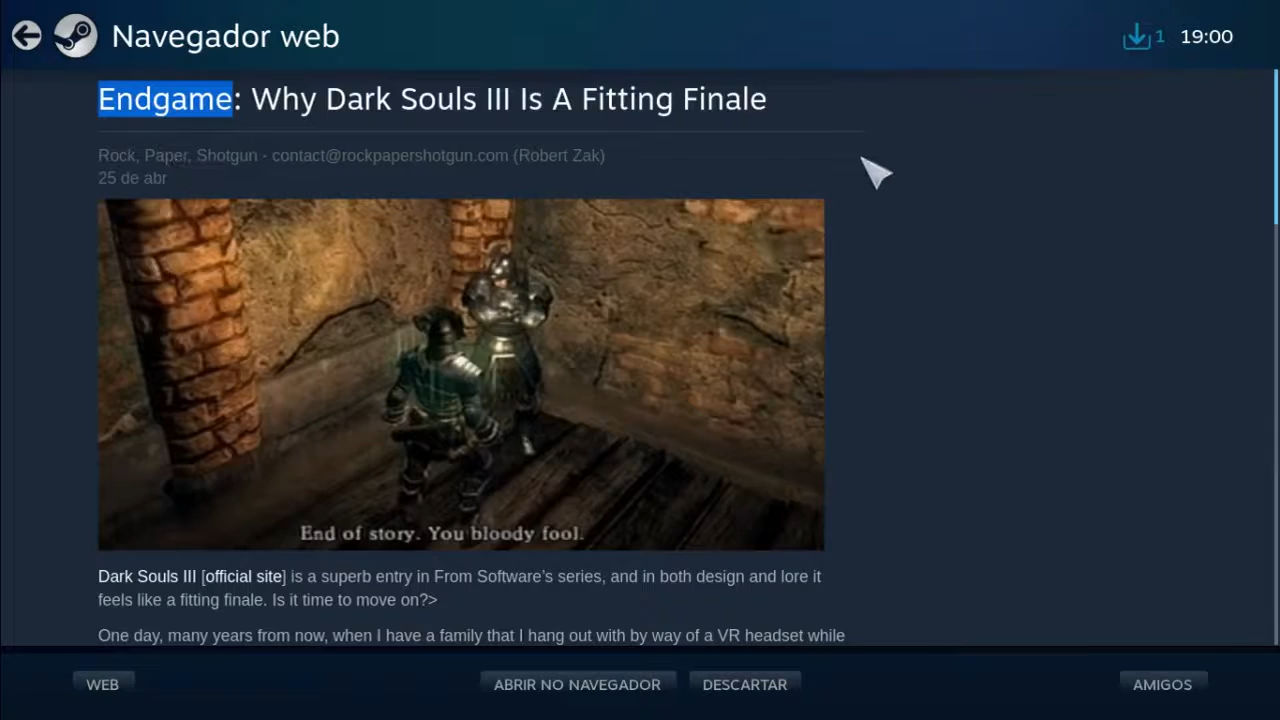 Navegador web
1 19:00
Endgame: Why Dark Souls III Is A Fitting Finale
Rock, Paper, Shotgun - contact@rockpapershotgun.com (Robert Zak)
25 de abr
End of story. You bloody fool.
Dark Souls III [official site] is a superb entry in From Software's series, and in both design and lore it
feels like a fitting finale. Is it time to move on?>
One day, many years from now, when I have a family that I hang out with by way of a VR headset while
WEB ABRIR NO NAVEGADOR DESCARTAR AMIGOS